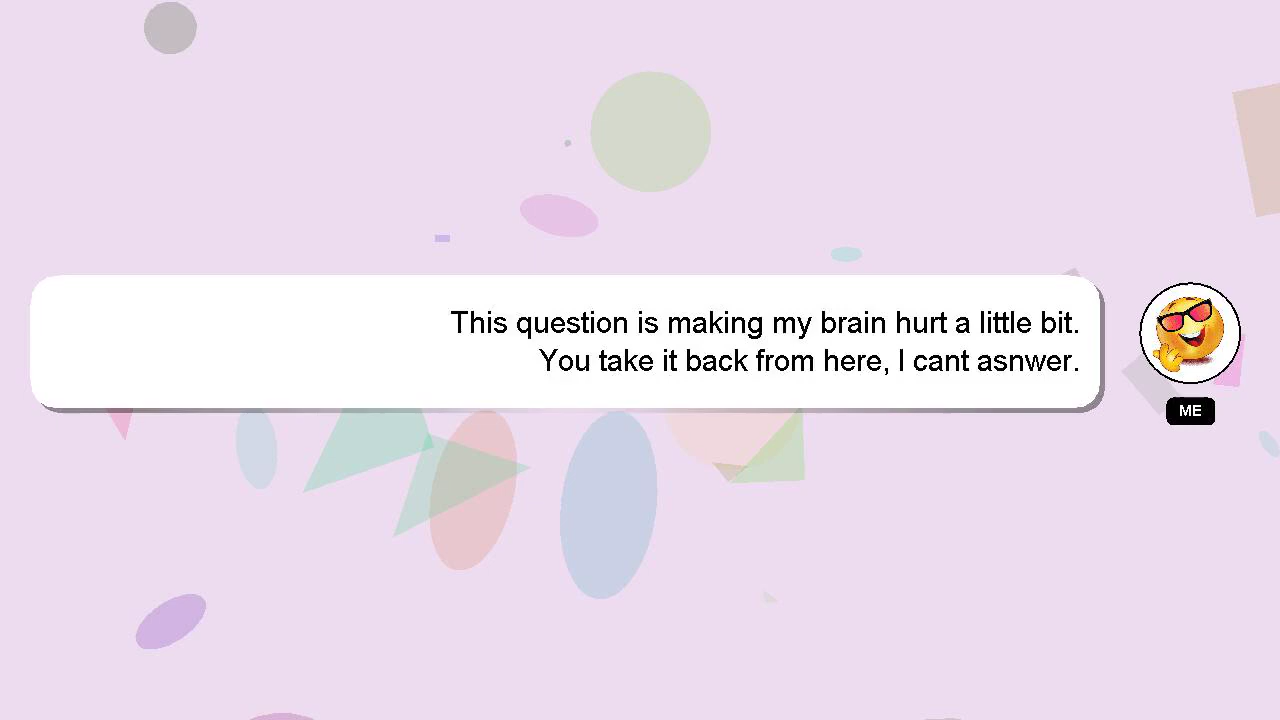 This question is making my brain hurt a little bit.
You take it back from here, I cant asnwer.
ME